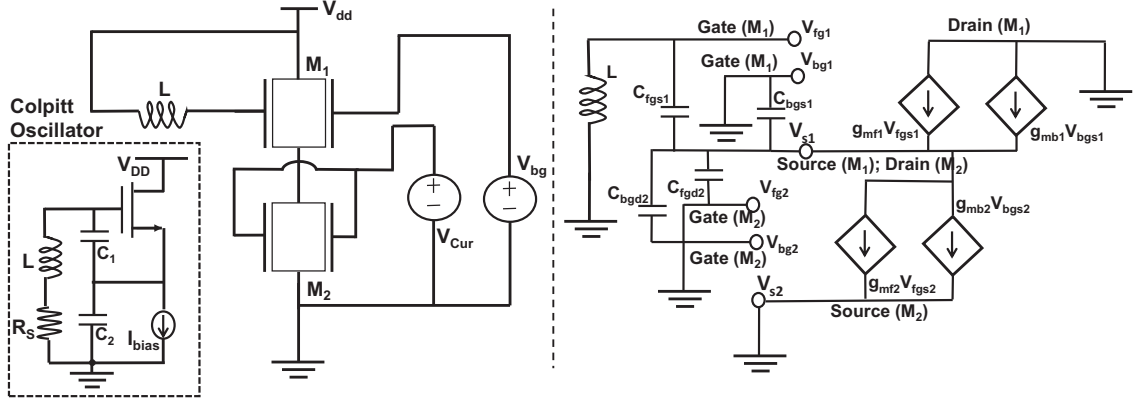 V_dd
M_1
L
Colpitt
Oscillator
V_DD
C_1
L
R_S
C_2
I_bias
+
−
V_Cur
+
−
V_bg
M_2
Gate (M_1)
V_fg1
Drain (M_1)
Gate (M_1)
V_bg1
L
C_fgs1
C_bgs1
V_s1
g_mf1V_fgs1
g_mb1V_bgs1
Source (M_1); Drain (M_2)
C_bgd2
C_fgd2
V_fg2
Gate (M_2)
g_mb2V_bgs2
V_bg2
Gate (M_2)
V_s2
g_mf2V_fgs2
Source (M_2)